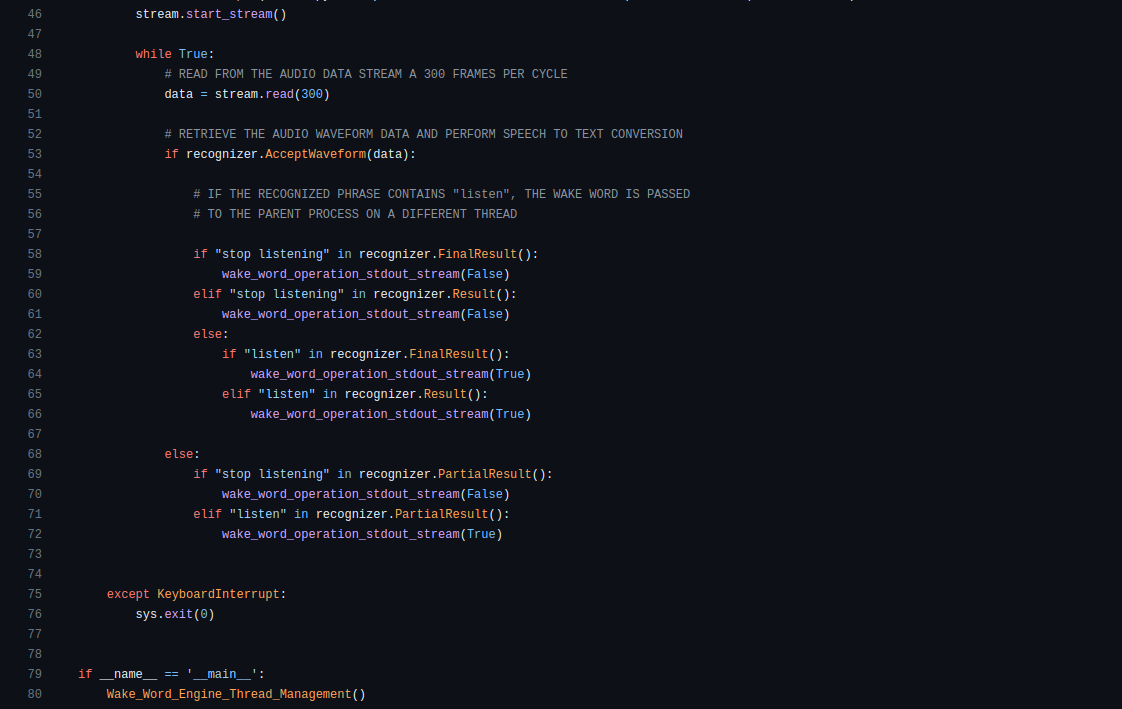 46 stream.start_stream()
47
48 while True:
49 # READ FROM THE AUDIO DATA STREAM A 300 FRAMES PER CYCLE
50 data = stream.read(300)
51
52 # RETRIEVE THE AUDIO WAVEFORM DATA AND PERFORM SPEECH TO TEXT CONVERSION
53 if recognizer.AcceptWaveform(data):
54
55 # IF THE RECOGNIZED PHRASE CONTAINS "listen", THE WAKE WORD IS PASSED
56 # TO THE PARENT PROCESS ON A DIFFERENT THREAD
57
58 if "stop listening" in recognizer.FinalResult():
59 wake_word_operation_stdout_stream(False)
60 elif "stop listening" in recognizer.Result():
61 wake_word_operation_stdout_stream(False)
62 else:
63 if "listen" in recognizer.FinalResult():
64 wake_word_operation_stdout_stream(True)
65 elif "listen" in recognizer.Result():
66 wake_word_operation_stdout_stream(True)
67
68 else:
69 if "stop listening" in recognizer.PartialResult():
70 wake_word_operation_stdout_stream(False)
71 elif "listen" in recognizer.PartialResult():
72 wake_word_operation_stdout_stream(True)
73
74
75 except KeyboardInterrupt:
76 sys.exit(0)
77
78
79 if __name__ == '__main__':
80 Wake_Word_Engine_Thread_Management()